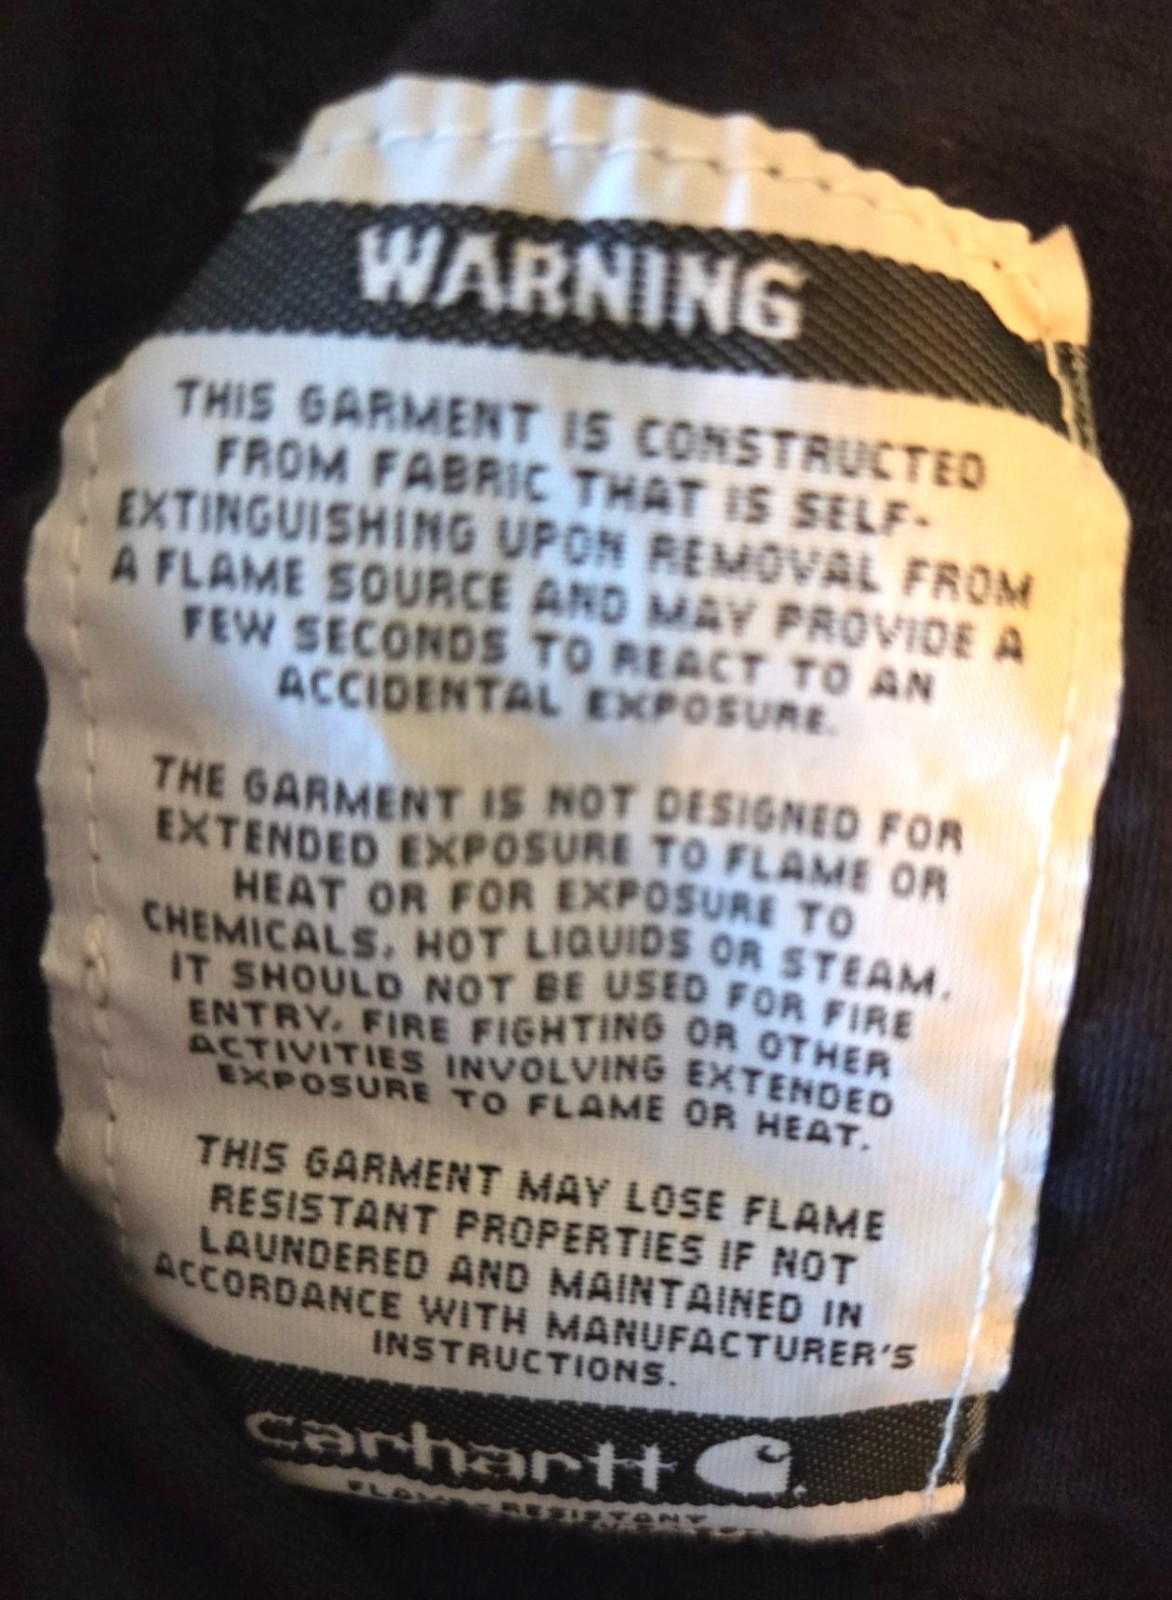 WARNING
THIS GARMENT IS CONSTRUCTED
FROM FABRIC THAT IS SELF-
EXTINGUISHING UPON REMOVAL FROM
A FLAME SOURCE AND MAY PROVIDE A
FEW SECONDS TO REACT TO AN
ACCIDENTAL EXPOSURE.
THE GARMENT IS NOT DESIGNED FOR
EXTENDED EXPOSURE TO FLAME OR
HEAT OR FOR EXPOSURE TO
CHEMICALS, HOT LIQUIDS OR STEAM.
IT SHOULD NOT BE USED FOR FIRE
ENTRY, FIRE FIGHTING OR OTHER
ACTIVITIES INVOLVING EXTENDED
EXPOSURE TO FLAME OR HEAT.
THIS GARMENT MAY LOSE FLAME
RESISTANT PROPERTIES IF NOT
LAUNDERED AND MAINTAINED IN
ACCORDANCE WITH MANUFACTURER'S
INSTRUCTIONS.
carhartt
FLAME-RESISTANT